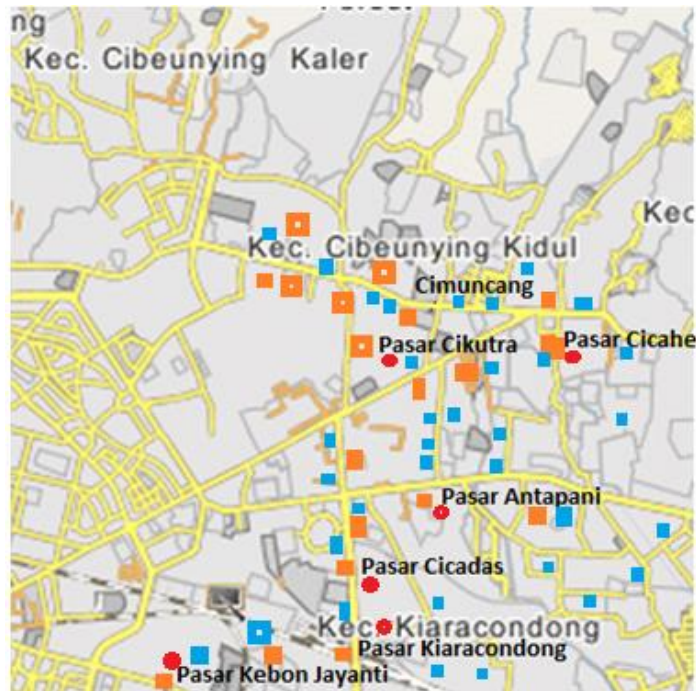 ng
Kec. Cibeunying Kaler
Kec
Kec. Cibeunying Kidul
Cimuncang
Pasar Cikutra
Pasar Cicahe
Pasar Antapani
Pasar Cicadas
Kec. Kiaracondong
Pasar Kiaracondong
Pasar Kebon Jayanti